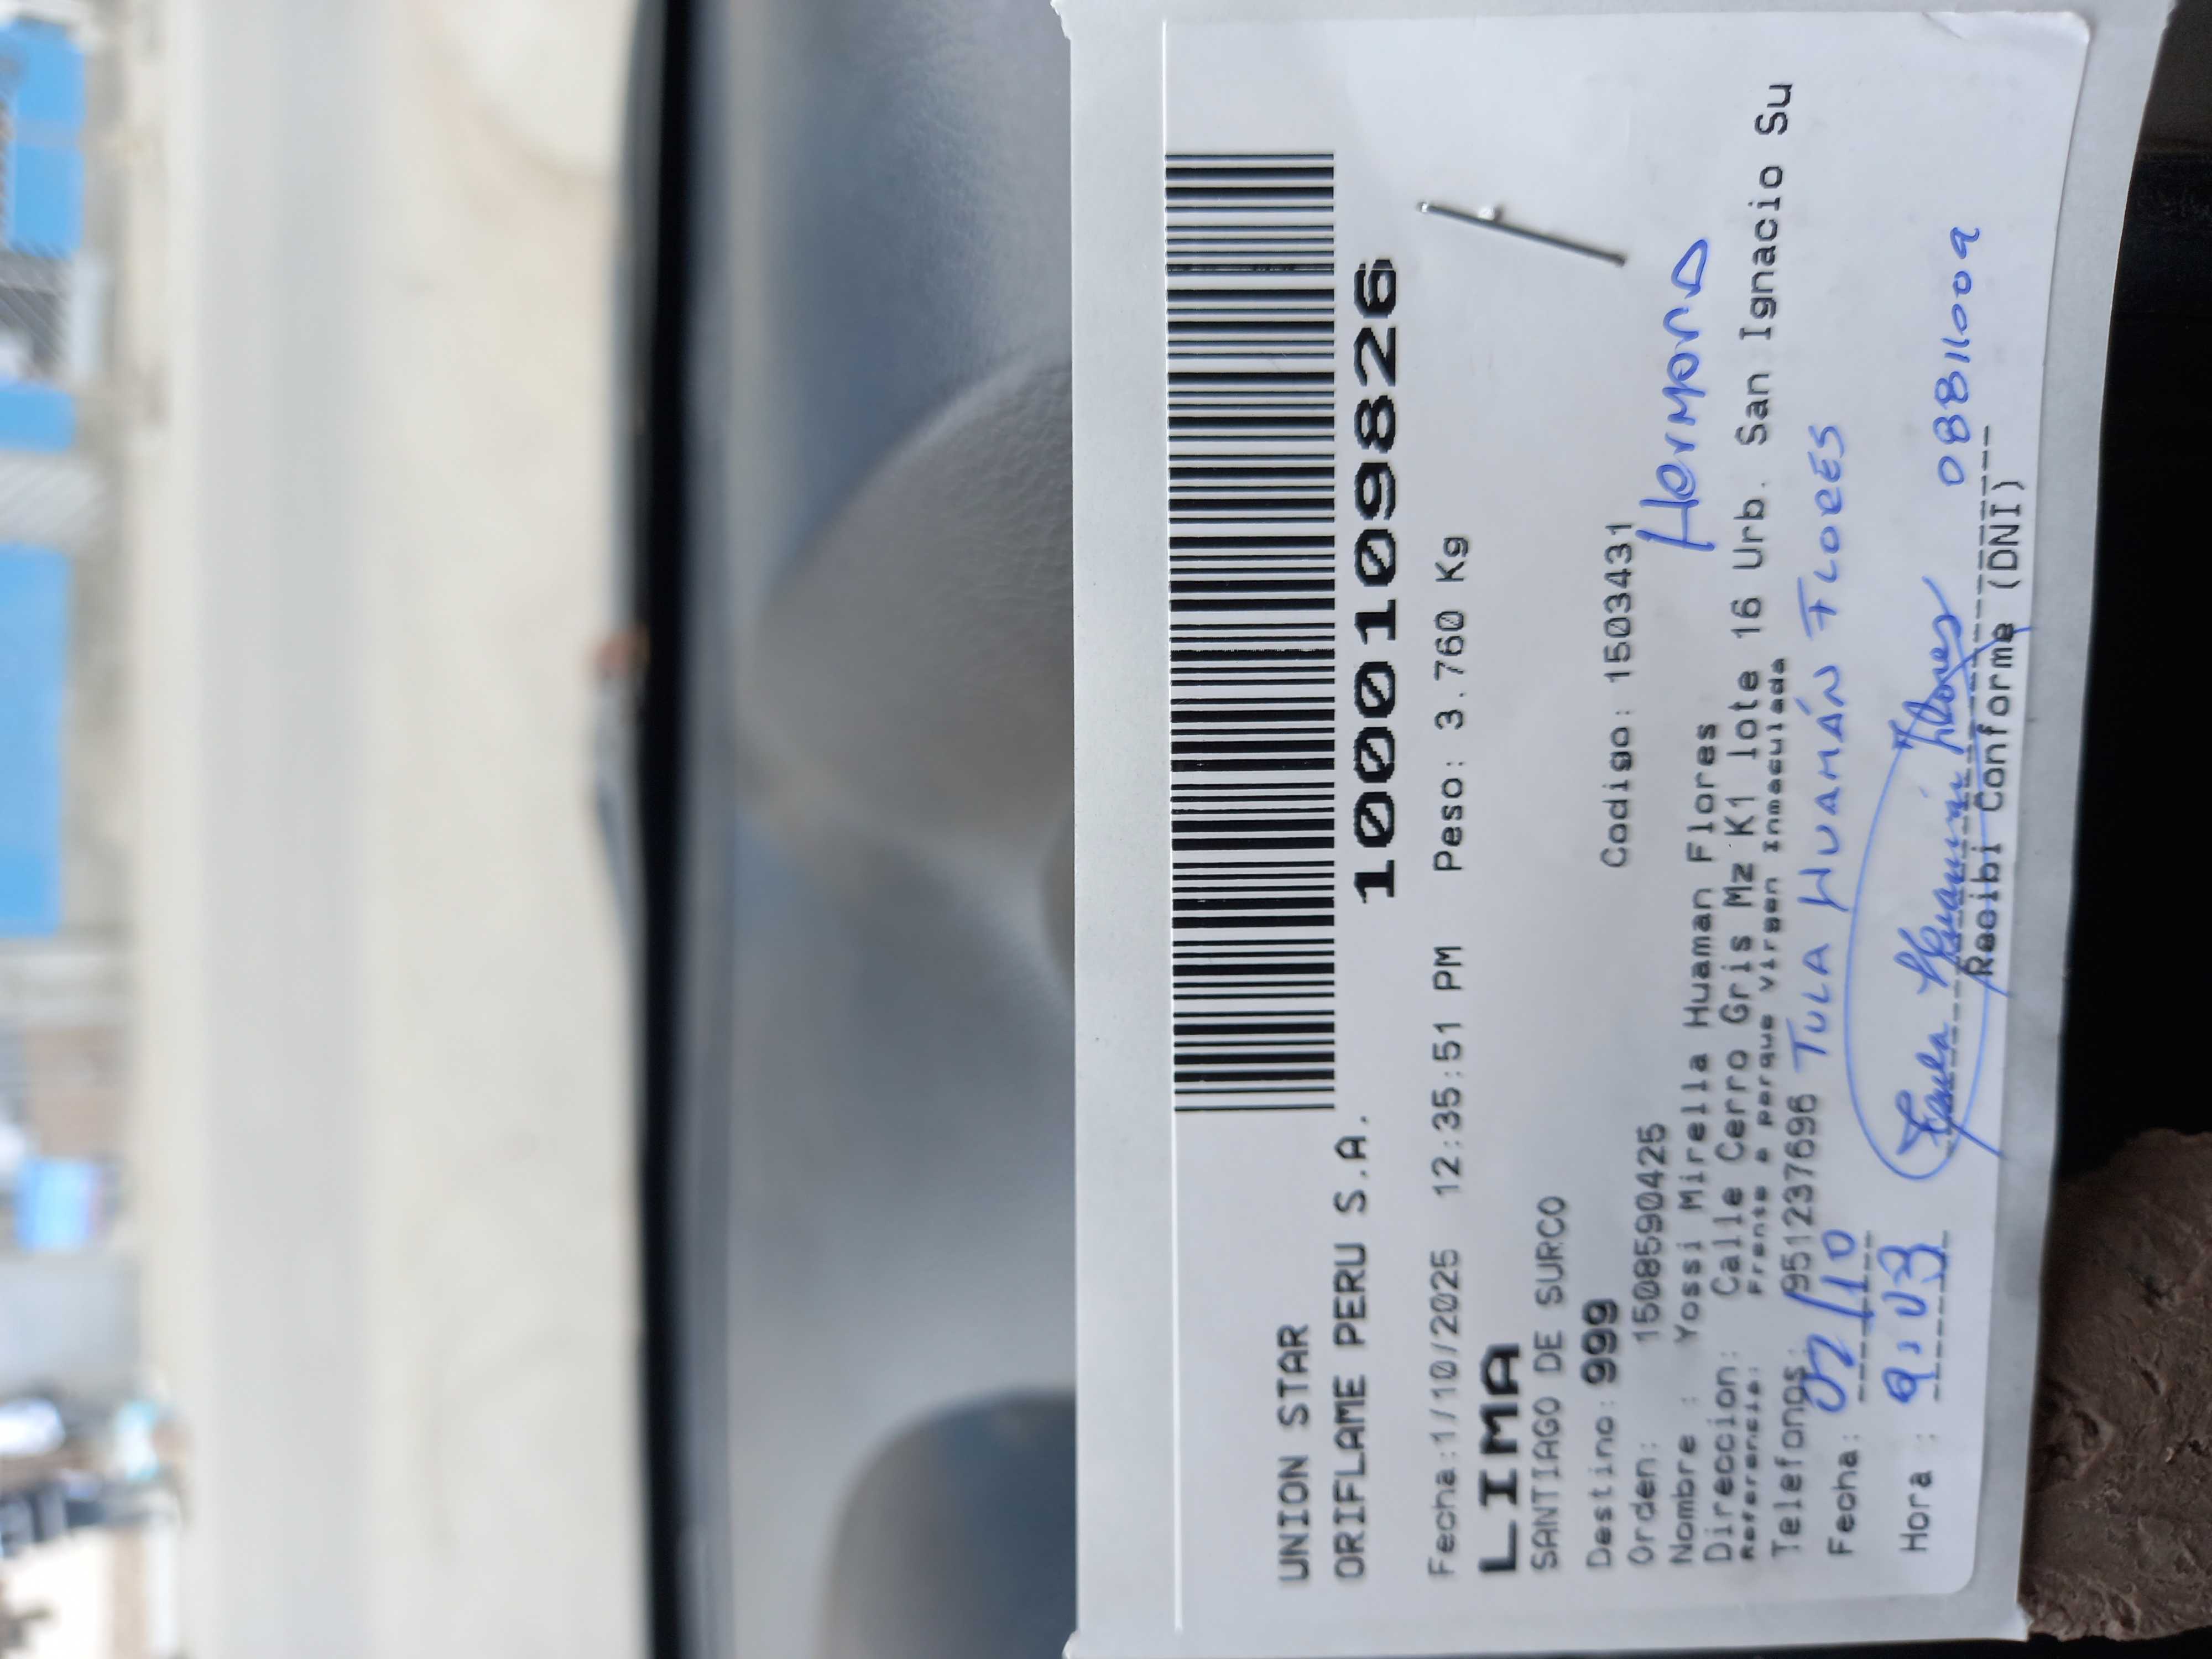 UNION STAR
ORIFLAME PERU S.A.
10001109826
Fecha:1/10/2025 12:35:51 PM Peso: 3.760 Kg
LIMA
SANTIAGO DE SURCO
Destino: 999 Codigo: 1503431
Orden: 1508590425 Hermana
Nombre : Yossi Mirella Huaman Flores
Direccion: Calle Cerro Gris Mz K1 lote 16 Urb. San Ignacio Su
Referencia: Frente a parque Virgen Inmaculada
Telefonos: /951237696 TULA HUAMÁN FLORES
Fecha: 02/10
Hora : 9:03 Huamán Flores 08811009
Recibi Conforme (DNI)